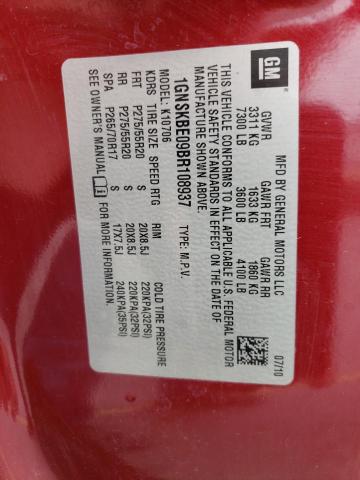 GM
MFD BY GENERAL MOTORS LLC 07/10
GVWR GAWR FRT GAWR RR
3311 KG 1633 KG 1860 KG
7300 LB 3600 LB 4100 LB
THIS VEHICLE CONFORMS TO ALL APPLICABLE U.S. FEDERAL MOTOR
VEHICLE SAFETY STANDARDS IN EFFECT ON THE DATE OF
MANUFACTURE SHOWN ABOVE.
1GNSKBE09BR108937 TYPE: M.P.V.
K10706
KDRS TIRE SIZE SPEED RTG RIM COLD TIRE PRESSURE
FRT P275/55R20 S 20X8.5J 220KPA(32PSI)
RR P275/55R20 S 20X8.5J 220KPA(32PSI)
SPA P265/70R17 S 17X7.5J 240KPA(35PSI)
SEE OWNER'S MANUAL i FOR MORE INFORMATION.